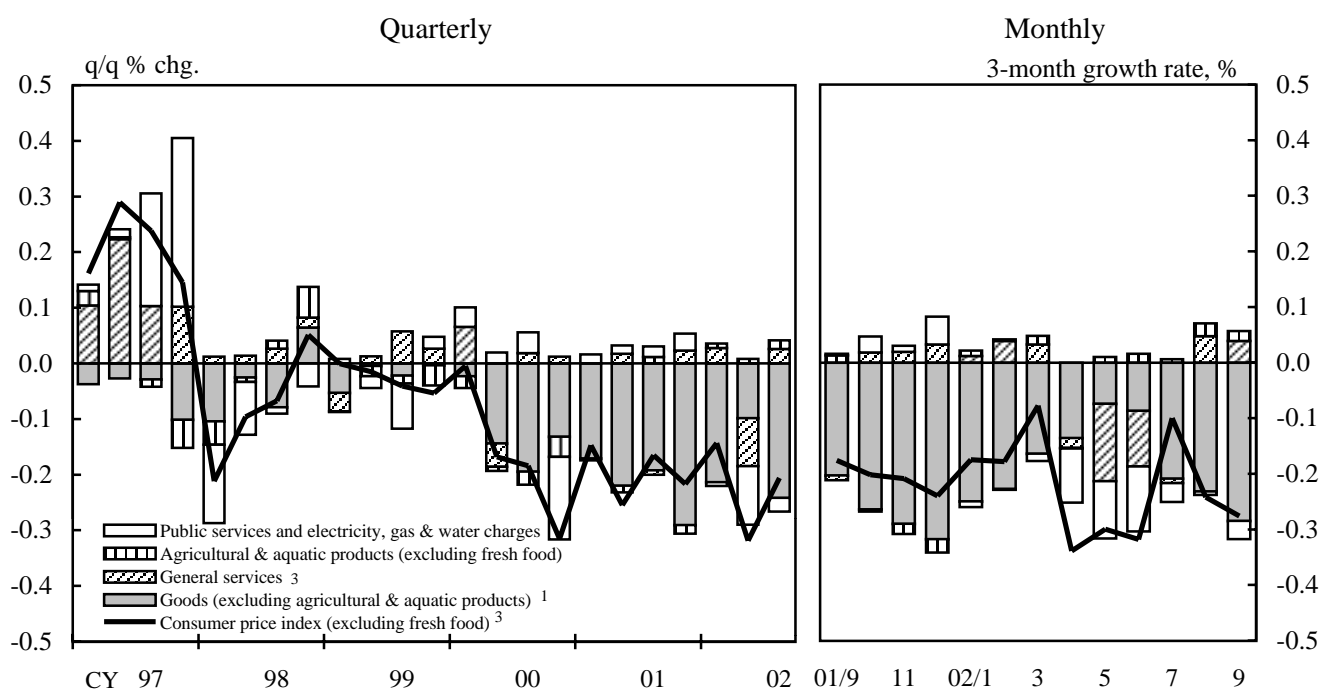 Quarterly
Monthly
q/q % chg.
3-month growth rate, %
0.5
0.4
0.3
0.2
0.1
0.0
-0.1
-0.2
-0.3
-0.4
-0.5
0.5
0.4
0.3
0.2
0.1
0.0
-0.1
-0.2
-0.3
-0.4
-0.5
Public services and electricity, gas & water charges
Agricultural & aquatic products (excluding fresh food)
General services 3
Goods (excluding agricultural & aquatic products) 1
Consumer price index (excluding fresh food) 3
CY 97 98 99 00 01 02
01/9 11 02/1 3 5 7 9